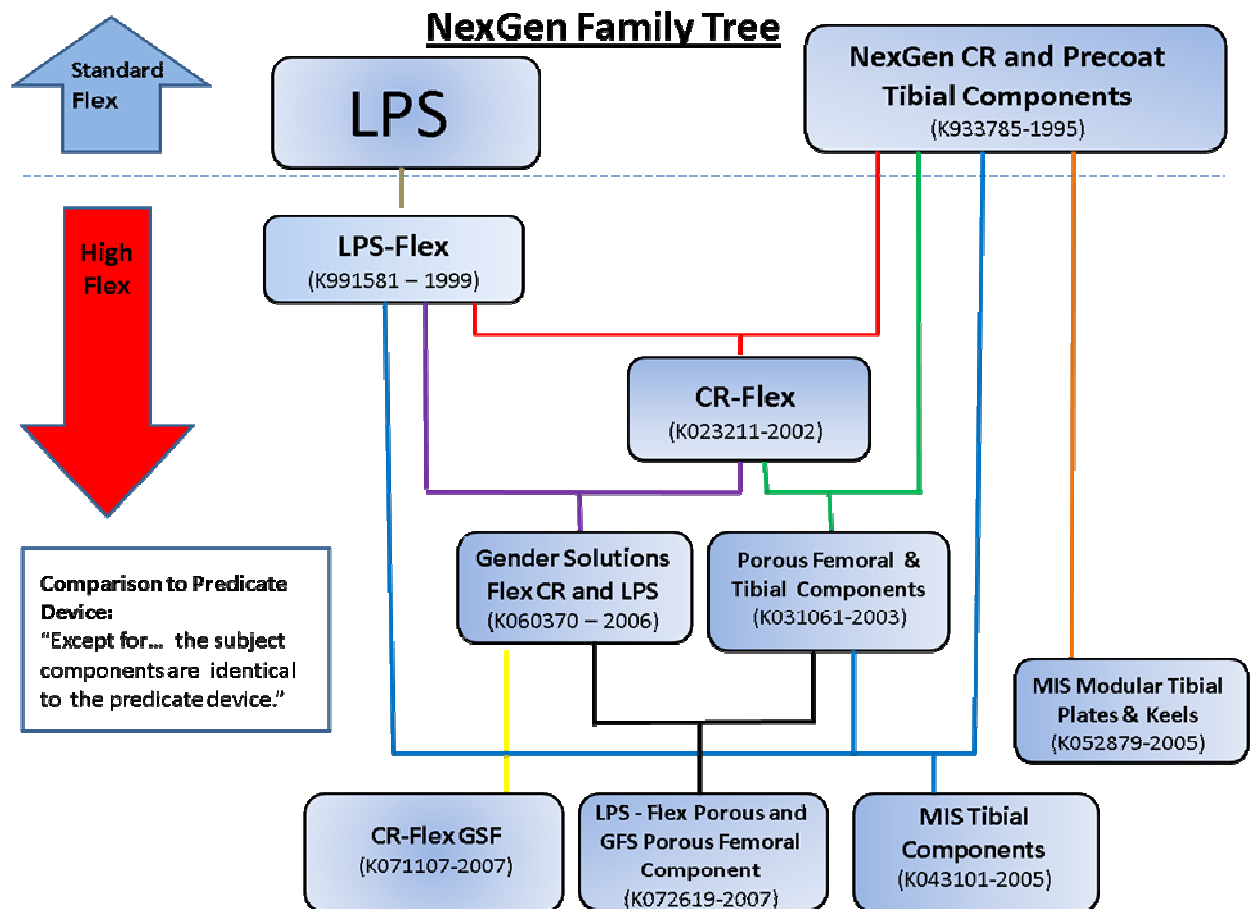 NexGen Family Tree
Standard
Flex
LPS
NexGen CR and Precoat
Tibial Components
(K933785-1995)
High
Flex
LPS-Flex
(K991581 – 1999)
CR-Flex
(K023211-2002)
Gender Solutions
Flex CR and LPS
(K060370 – 2006)
Porous Femoral &
Tibial Components
(K031061-2003)
Comparison to Predicate
Device:
“Except for... the subject
components are identical
to the predicate device.”
MIS Modular Tibial
Plates & Keels
(K052879-2005)
CR-Flex GSF
(K071107-2007)
LPS - Flex Porous and
GFS Porous Femoral
Component
(K072619-2007)
MIS Tibial
Components
(K043101-2005)